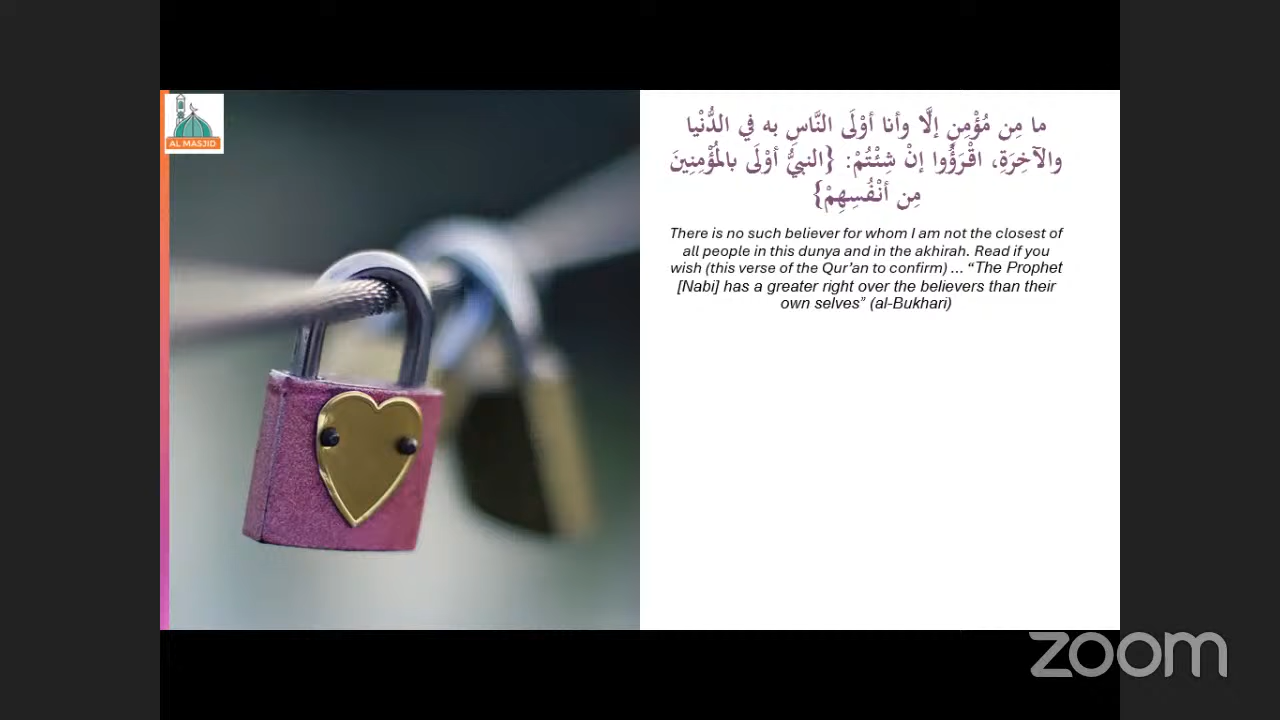 AL MASJID
ما مِن مُؤْمِنٍ إلَّا وأنا أوْلَى النَّاسِ به في الدُّنْيا
والآخِرَةِ، اقْرَؤُوا إنْ شِئْتُمْ: {النبيُّ أوْلَى بالمُؤْمِنِينَ
مِن أنْفُسِهِمْ}
There is no such believer for whom I am not the closest of
all people in this dunya and in the akhirah. Read if you
wish (this verse of the Qur'an to confirm) ... “The Prophet
[Nabi] has a greater right over the believers than their
own selves” (al-Bukhari)
zoom